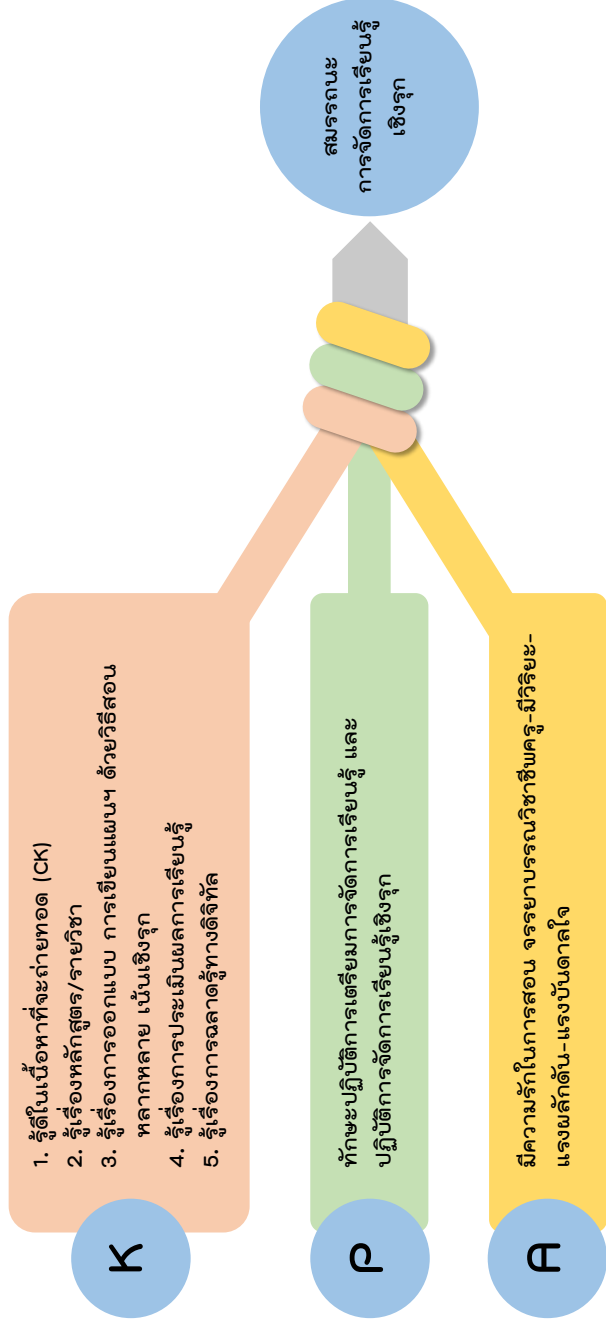 K
1. รู้ดีในเนื้อหาที่จะถ่ายทอด (CK)
2. รู้เรื่องหลักสูตร/รายวิชา
3. รู้เรื่องการออกแบบ การเขียนแผนฯ ด้วยวิธีสอน
หลากหลาย เน้นเชิงรุก
4. รู้เรื่องการประเมินผลการเรียนรู้
5. รู้เรื่องการฉลาดรู้ทางดิจิทัล
P
ทักษะปฏิบัติการเตรียมการจัดการเรียนรู้ และ
ปฏิบัติการจัดการเรียนรู้เชิงรุก
A
มีความรักในการสอน จรรยาบรรณวิชาชีพครู-มีวิริยะ-
แรงผลักดัน-แรงบันดาลใจ
สมรรถนะ
การจัดการเรียนรู้
เชิงรุก